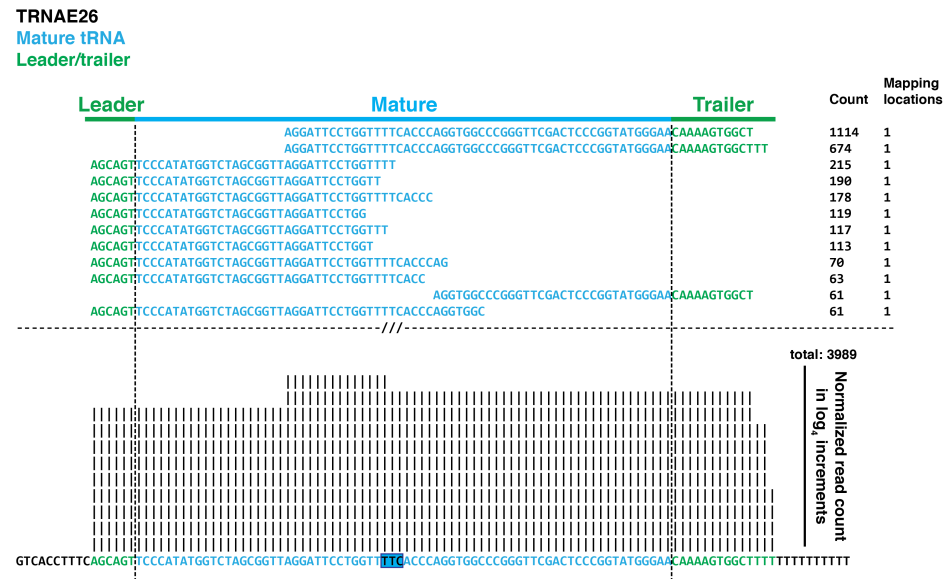 TRNAE26
Mature tRNA
Leader/trailer
Leader Mature Trailer Count Mapping locations
AGGATTCCTGGTTTTCACCCAGGTGGCCCGGGTTCGACTCCCGGTATGGGAACAAAAGTGGCT 1114 1
AGGATTCCTGGTTTTCACCCAGGTGGCCCGGGTTCGACTCCCGGTATGGGAACAAAAGTGGCTTT 674 1
AGCAGTTCCCATATGGTCTAGCGGTTAGGATTCCTGGTTTT 215 1
AGCAGTTCCCATATGGTCTAGCGGTTAGGATTCCTGGTT 190 1
AGCAGTTCCCATATGGTCTAGCGGTTAGGATTCCTGGTTTTCACCC 178 1
AGCAGTTCCCATATGGTCTAGCGGTTAGGATTCCTGG 119 1
AGCAGTTCCCATATGGTCTAGCGGTTAGGATTCCTGGTTT 117 1
AGCAGTTCCCATATGGTCTAGCGGTTAGGATTCCTGGT 113 1
AGCAGTTCCCATATGGTCTAGCGGTTAGGATTCCTGGTTTTCACCCAG 70 1
AGCAGTTCCCATATGGTCTAGCGGTTAGGATTCCTGGTTTTCACC 63 1
AGGTGGCCCGGGTTCGACTCCCGGTATGGGAACAAAAGTGGCT 61 1
AGCAGTTCCCATATGGTCTAGCGGTTAGGATTCCTGGTTTTCACCCAGGTGGC 61 1
///
total: 3989
Normalized read count
in log4 increments
GTCACCTTTCAGCAGTTCCCATATGGTCTAGCGGTTAGGATTCCTGGTTTTCACCCAGGTGGCCCGGGTTCGACTCCCGGTATGGGAACAAAAGTGGCTTTTTTTTTTTTTT